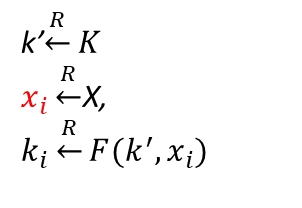 k' ←ᴿ K
xᵢ ←ᴿ X,
kᵢ ←ᴿ F(k', xᵢ)